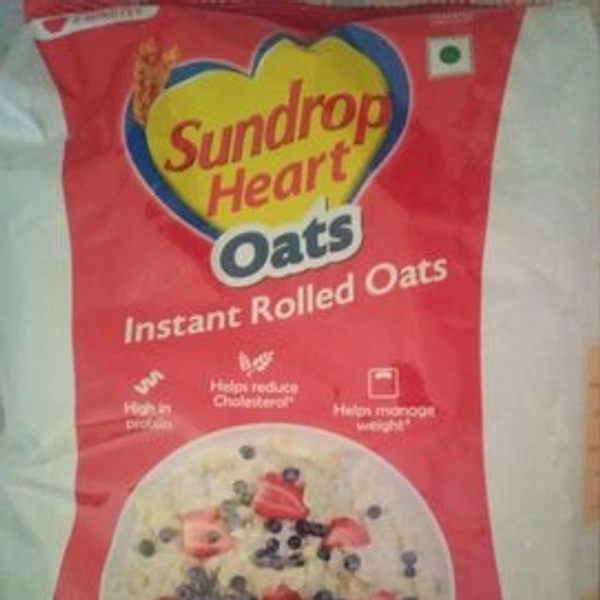 Sundrop
Heart
Oats
Instant Rolled Oats
High in
protein
Helps reduce
Cholesterol*
Helps manage
weight*